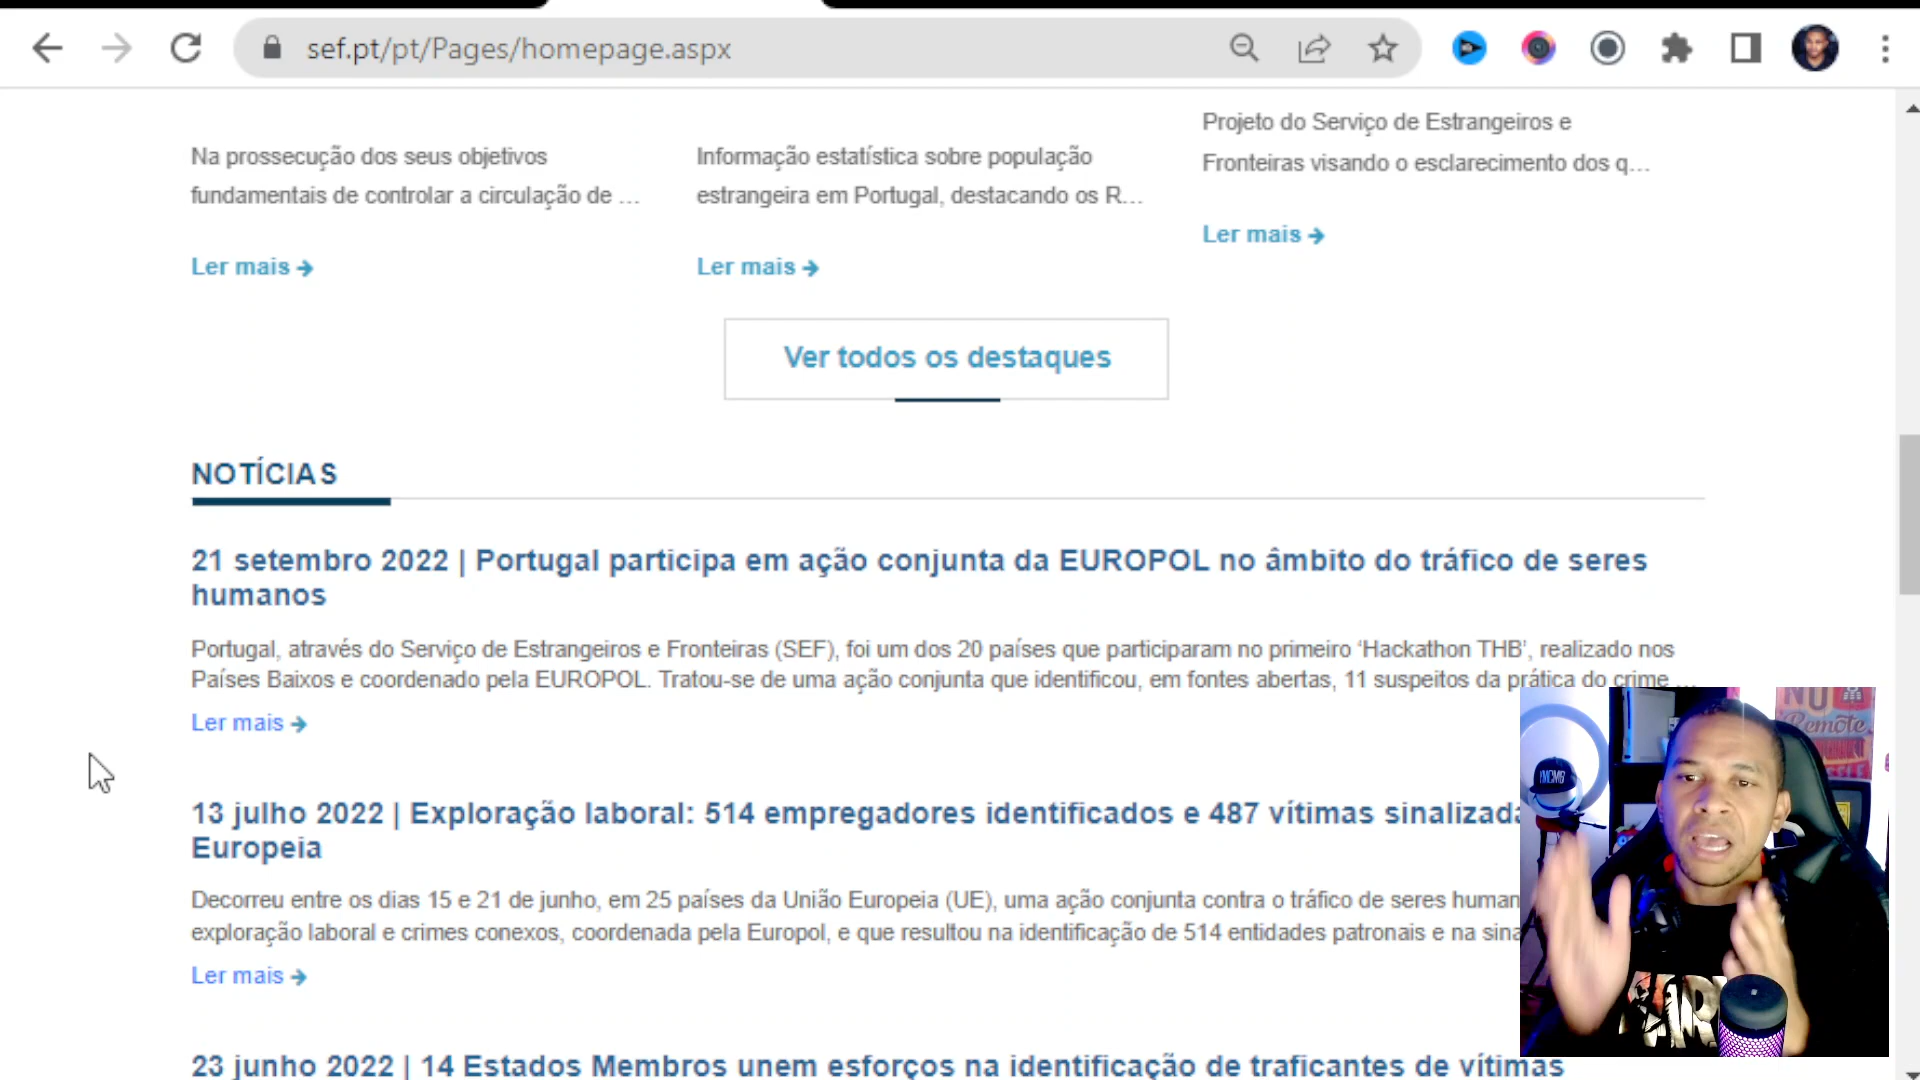 sef.pt/pt/Pages/homepage.aspx
Na prossecução dos seus objetivos
fundamentais de controlar a circulação de ...
Ler mais
Informação estatística sobre população
estrangeira em Portugal, destacando os R...
Ler mais
Projeto do Serviço de Estrangeiros e
Fronteiras visando o esclarecimento dos q...
Ler mais
Ver todos os destaques
NOTÍCIAS
21 setembro 2022 | Portugal participa em ação conjunta da EUROPOL no âmbito do tráfico de seres
humanos
Portugal, através do Serviço de Estrangeiros e Fronteiras (SEF), foi um dos 20 países que participaram no primeiro ‘Hackathon THB’, realizado nos
Países Baixos e coordenado pela EUROPOL. Tratou-se de uma ação conjunta que identificou, em fontes abertas, 11 suspeitos da prática do crime ...
Ler mais
13 julho 2022 | Exploração laboral: 514 empregadores identificados e 487 vítimas sinalizada
Europeia
Decorreu entre os dias 15 e 21 de junho, em 25 países da União Europeia (UE), uma ação conjunta contra o tráfico de seres human
exploração laboral e crimes conexos, coordenada pela Europol, e que resultou na identificação de 514 entidades patronais e na sina
Ler mais
23 junho 2022 | 14 Estados Membros unem esforços na identificação de traficantes de vítimas
NO
Remote
YMCMB